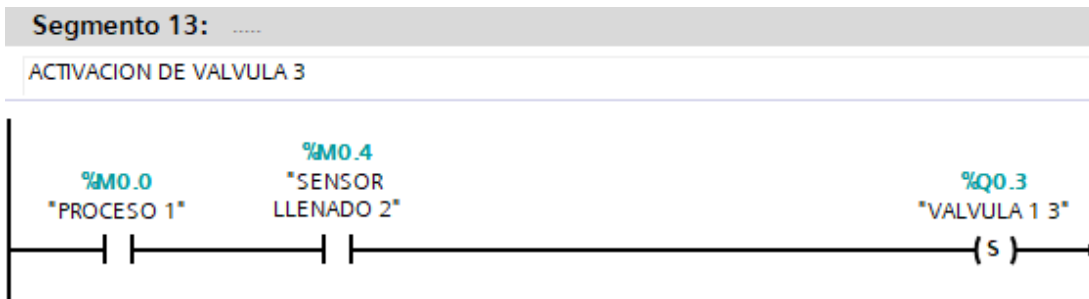 Segmento 13: .....
ACTIVACION DE VALVULA 3
%M0.0
"PROCESO 1"
%M0.4
"SENSOR
LLENADO 2"
%Q0.3
"VALVULA 1 3"
S